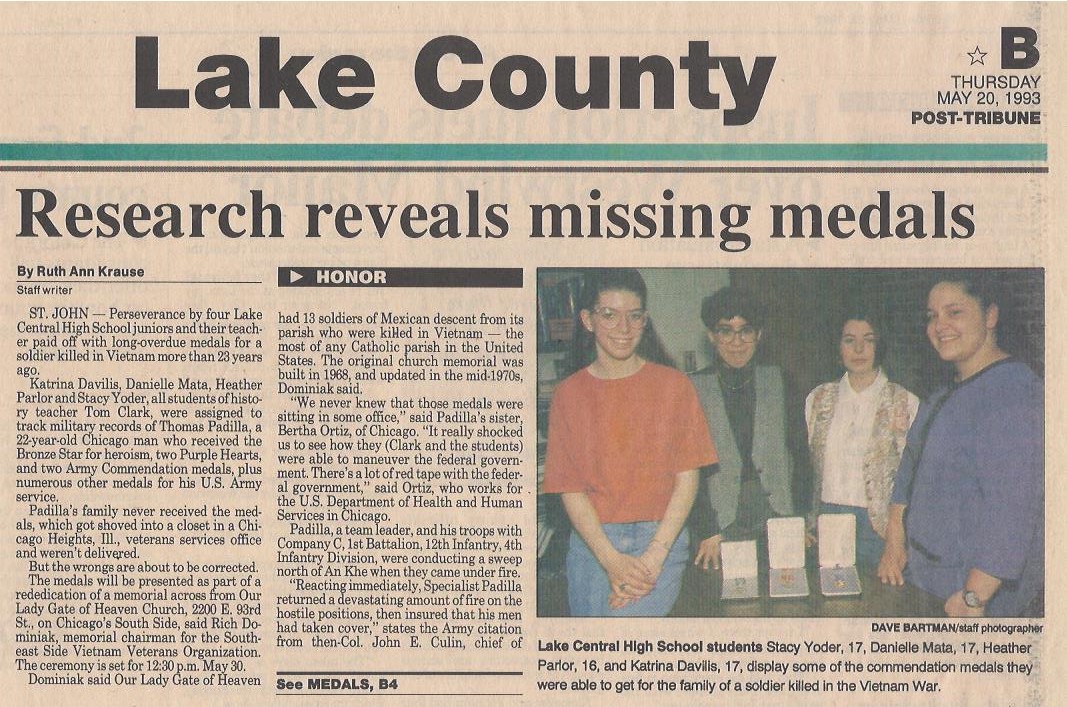 Lake County
☆ B
THURSDAY
MAY 20, 1993
POST-TRIBUNE
Research reveals missing medals
By Ruth Ann Krause
Staff writer
ST. JOHN — Perseverance by four Lake
Central High School juniors and their teach-
er paid off with long-overdue medals for a
soldier killed in Vietnam more than 23 years
ago.
Katrina Davilis, Danielle Mata, Heather
Parlor and Stacy Yoder, all students of histo-
ry teacher Tom Clark, were assigned to
track military records of Thomas Padilla, a
22-year-old Chicago man who received the
Bronze Star for heroism, two Purple Hearts,
and two Army Commendation medals, plus
numerous other medals for his U.S. Army
service.
Padilla's family never received the med-
als, which got shoved into a closet in a Chi-
cago Heights, Ill., veterans services office
and weren't delivered.
But the wrongs are about to be corrected.
The medals will be presented as part of a
rededication of a memorial across from Our
Lady Gate of Heaven Church, 2200 E. 93rd
St., on Chicago's South Side, said Rich Do-
miniak, memorial chairman for the South-
east Side Vietnam Veterans Organization.
The ceremony is set for 12:30 p.m. May 30.
Dominiak said Our Lady Gate of Heaven
► HONOR
had 13 soldiers of Mexican descent from its
parish who were killed in Vietnam — the
most of any Catholic parish in the United
States. The original church memorial was
built in 1968, and updated in the mid-1970s,
Dominiak said.
"We never knew that those medals were
sitting in some office," said Padilla's sister,
Bertha Ortiz, of Chicago. "It really shocked
us to see how they (Clark and the students)
were able to maneuver the federal govern-
ment. There's a lot of red tape with the feder-
al government," said Ortiz, who works for
the U.S. Department of Health and Human
Services in Chicago.
Padilla, a team leader, and his troops with
Company C, 1st Battalion, 12th Infantry, 4th
Infantry Division, were conducting a sweep
north of An Khe when they came under fire.
"Reacting immediately, Specialist Padilla
returned a devastating amount of fire on the
hostile positions, then insured that his men
had taken cover," states the Army citation
from then-Col. John E. Culin, chief of
See MEDALS, B4
DAVE BARTMAN/staff photographer
Lake Central High School students Stacy Yoder, 17, Danielle Mata, 17, Heather
Parlor, 16, and Katrina Davilis, 17, display some of the commendation medals they
were able to get for the family of a soldier killed in the Vietnam War.